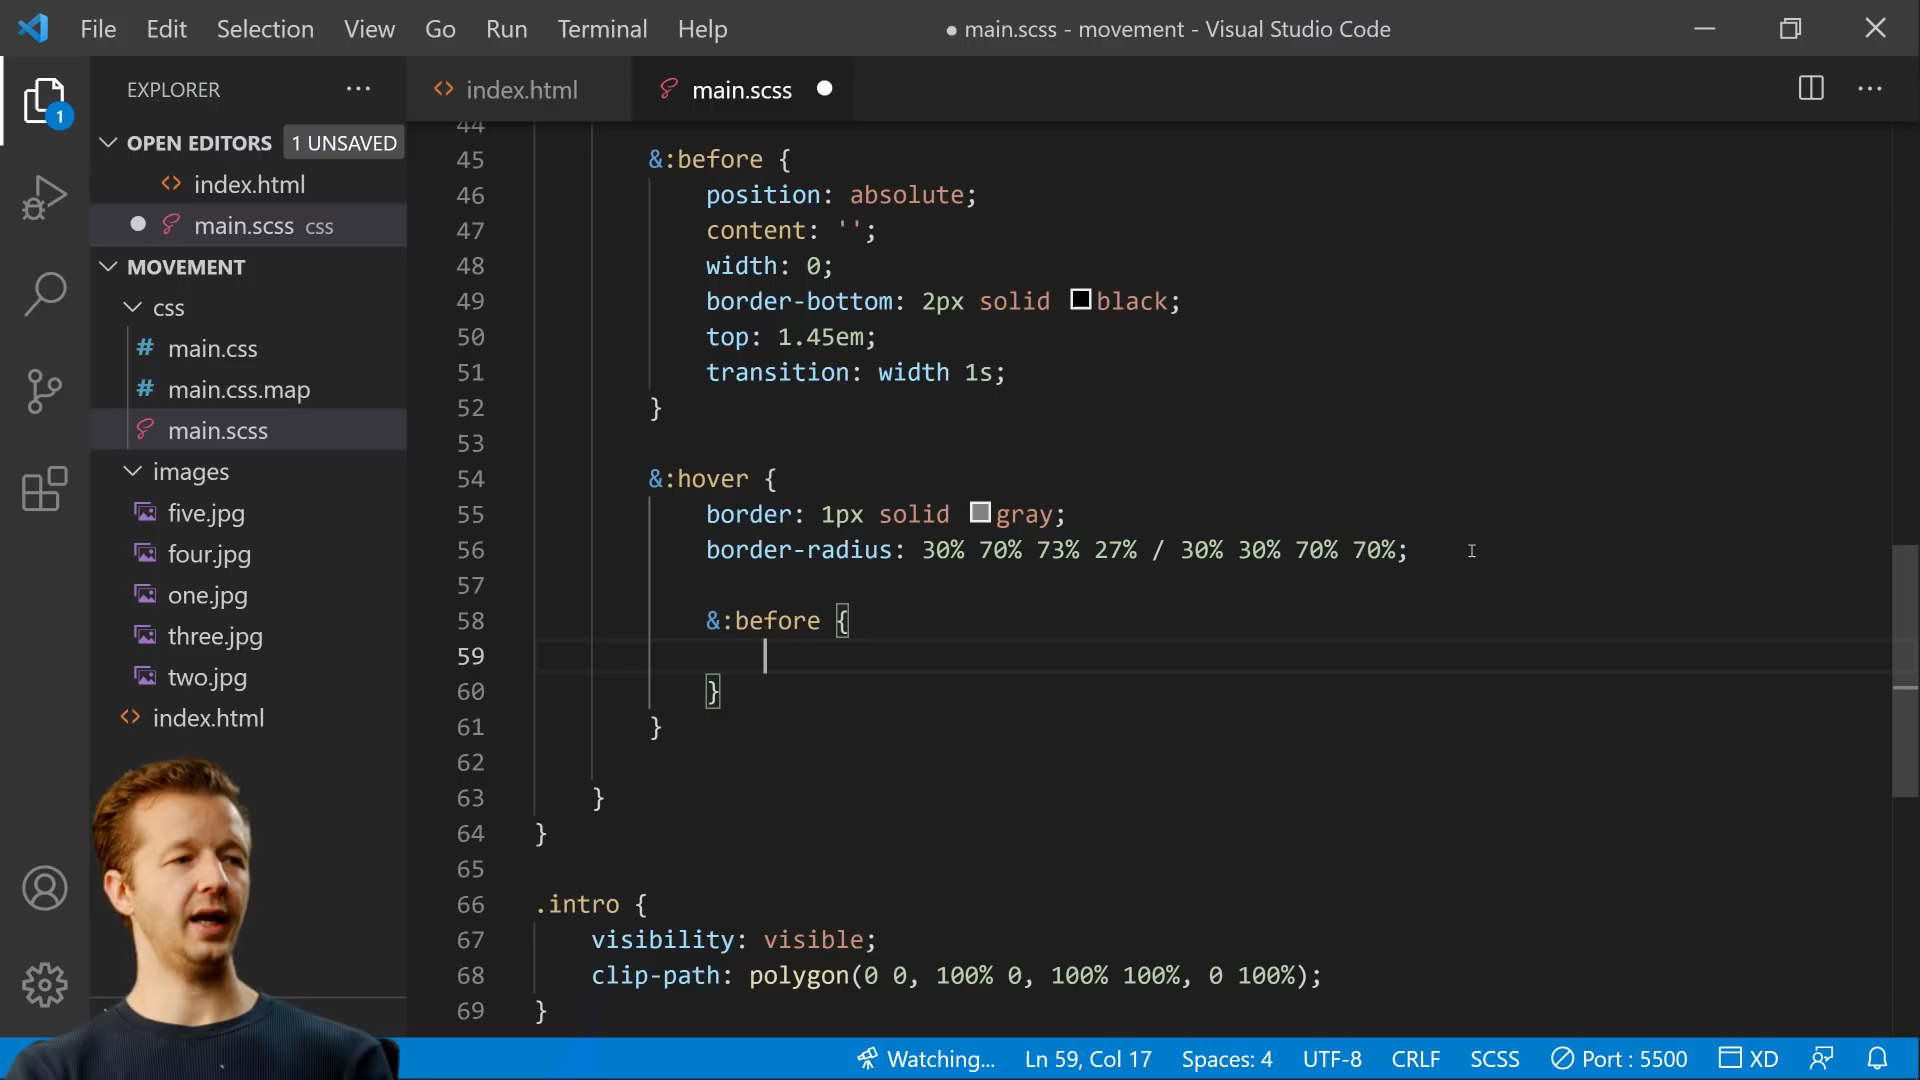 File Edit Selection View Go Run Terminal Help
● main.scss - movement - Visual Studio Code
1
EXPLORER
OPEN EDITORS 1 UNSAVED
index.html
main.scss css
MOVEMENT
css
# main.css
# main.css.map
main.scss
images
five.jpg
four.jpg
one.jpg
three.jpg
two.jpg
index.html
index.html
main.scss
44
45 &:before {
46 position: absolute;
47 content: '';
48 width: 0;
49 border-bottom: 2px solid black;
50 top: 1.45em;
51 transition: width 1s;
52 }
53
54 &:hover {
55 border: 1px solid gray;
56 border-radius: 30% 70% 73% 27% / 30% 30% 70% 70%;
57
58 &:before {
59
60 }
61 }
62
63 }
64 }
65
66 .intro {
67 visibility: visible;
68 clip-path: polygon(0 0, 100% 0, 100% 100%, 0 100%);
69 }
Watching... Ln 59, Col 17 Spaces: 4 UTF-8 CRLF SCSS Port : 5500 XD